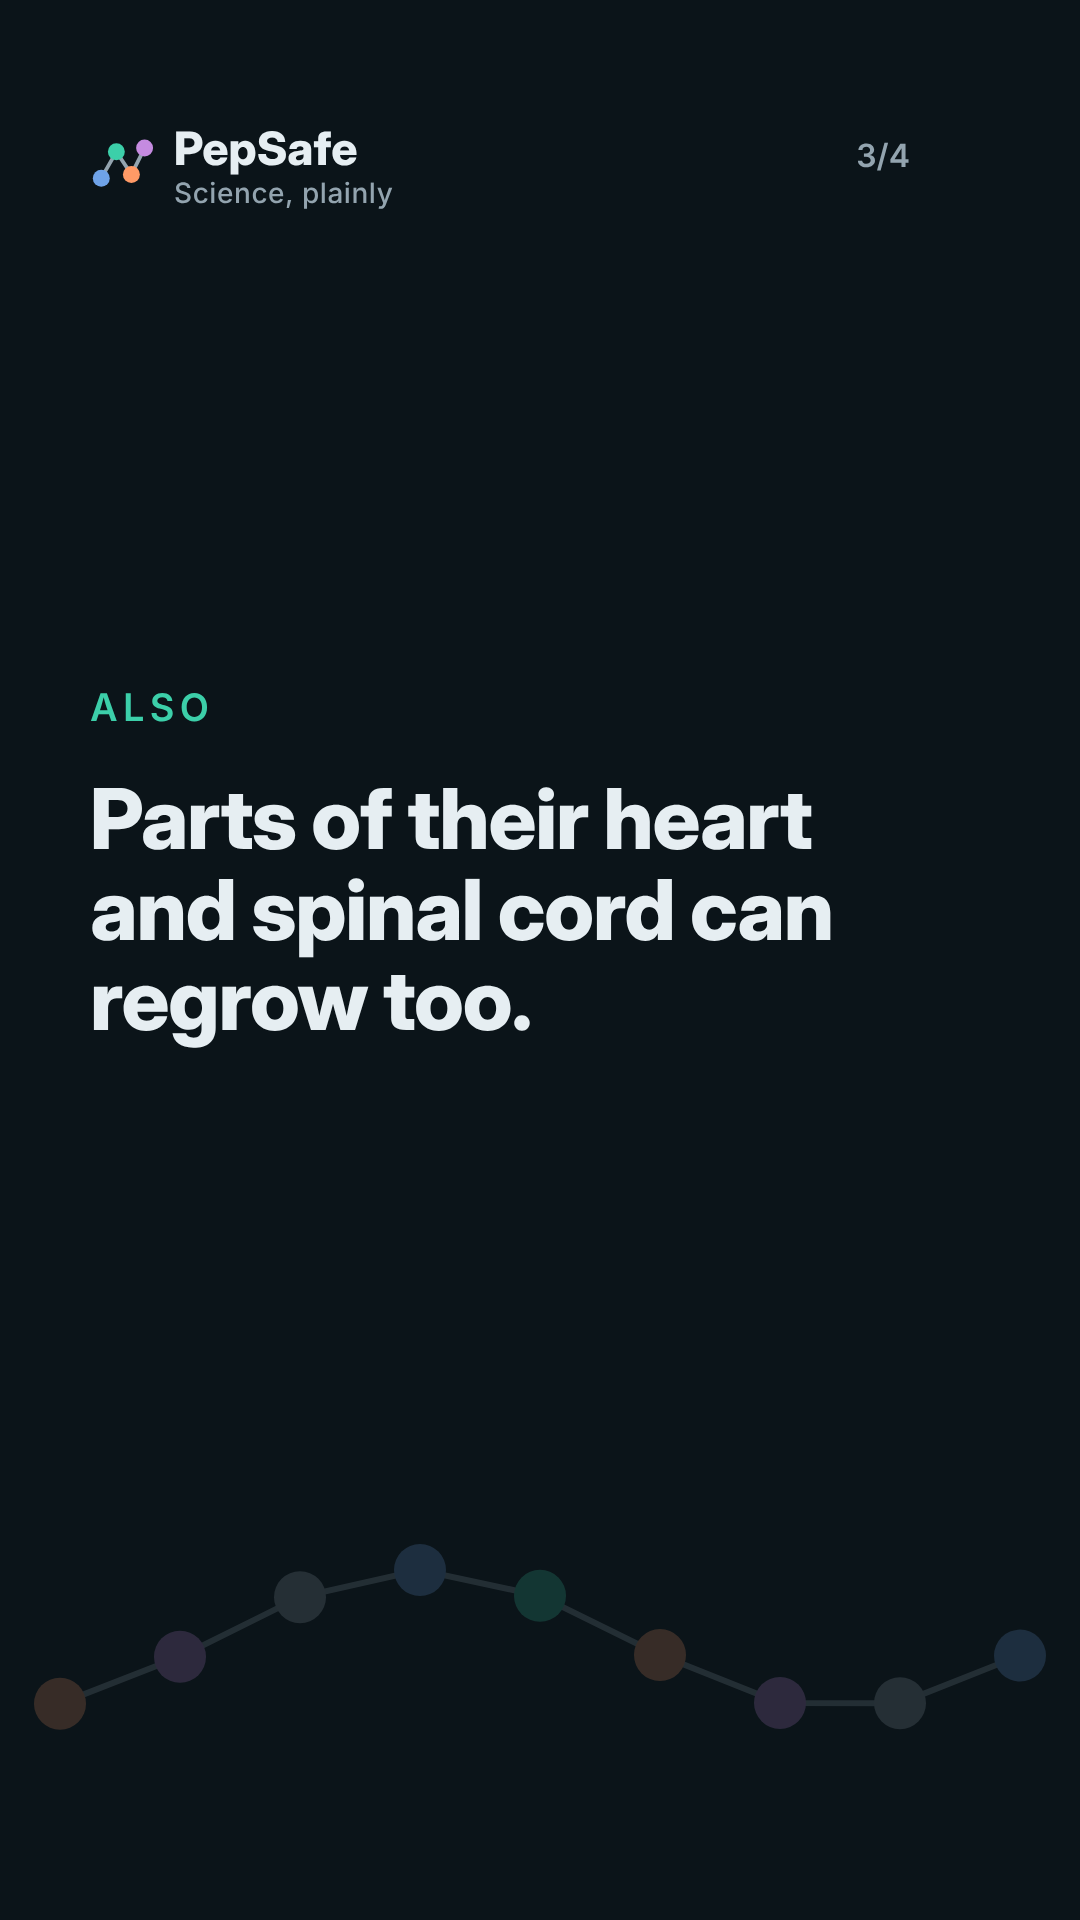 PepSafe
Science, plainly
3/4
ALSO
Parts of their heart
and spinal cord can
regrow too.